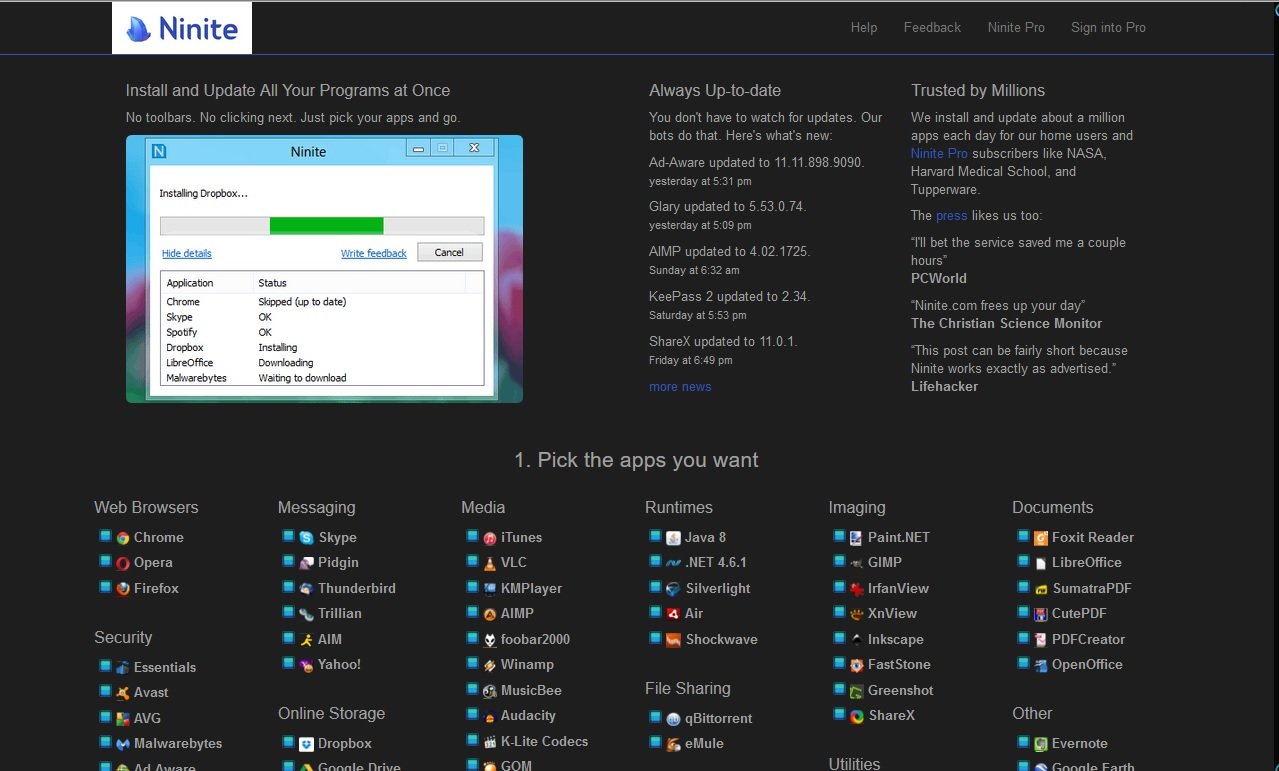 Ninite
Help
Feedback
Ninite Pro
Sign into Pro
Install and Update All Your Programs at Once
No toolbars. No clicking next. Just pick your apps and go.
N
Ninite
Installing Dropbox...
Hide details
Write feedback
Cancel
Application Status
Chrome Skipped (up to date)
Skype OK
Spotify OK
Dropbox Installing
LibreOffice Downloading
Malwarebytes Waiting to download
Always Up-to-date
You don't have to watch for updates. Our
bots do that. Here's what's new:
Ad-Aware updated to 11.11.898.9090.
yesterday at 5:31 pm
Glary updated to 5.53.0.74.
yesterday at 5:09 pm
AIMP updated to 4.02.1725.
Sunday at 6:32 am
KeePass 2 updated to 2.34.
Saturday at 5:53 pm
ShareX updated to 11.0.1.
Friday at 6:49 pm
more news
Trusted by Millions
We install and update about a million
apps each day for our home users and
Ninite Pro subscribers like NASA,
Harvard Medical School, and
Tupperware.
The press likes us too:
“I'll bet the service saved me a couple
hours”
PCWorld
“Ninite.com frees up your day”
The Christian Science Monitor
“This post can be fairly short because
Ninite works exactly as advertised.”
Lifehacker
1. Pick the apps you want
Web Browsers
Chrome
Opera
Firefox
Security
Essentials
Avast
AVG
Malwarebytes
Ad-Aware
Messaging
Skype
Pidgin
Thunderbird
Trillian
AIM
Yahoo!
Online Storage
Dropbox
Google Drive
Media
iTunes
VLC
KMPlayer
AIMP
foobar2000
Winamp
MusicBee
Audacity
K-Lite Codecs
GOM
Runtimes
Java 8
.NET 4.6.1
Silverlight
Air
Shockwave
File Sharing
qBittorrent
eMule
Imaging
Paint.NET
GIMP
IrfanView
XnView
Inkscape
FastStone
Greenshot
ShareX
Utilities
Documents
Foxit Reader
LibreOffice
SumatraPDF
CutePDF
PDFCreator
OpenOffice
Other
Evernote
Google Earth